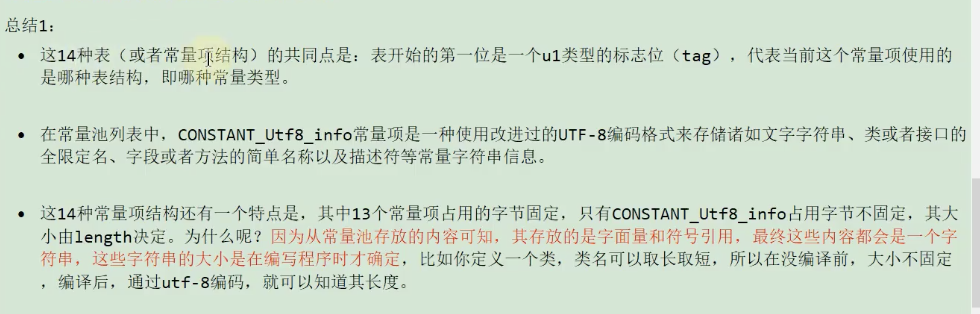 总结1：
• 这14种表（或者常量项结构）的共同点是：表开始的第一位是一个u1类型的标志位（tag），代表当前这个常量项使用的
是哪种表结构，即哪种常量类型。
• 在常量池列表中，CONSTANT_Utf8_info常量项是一种使用改进过的UTF-8编码格式来存储诸如文字字符串、类或者接口的
全限定名、字段或者方法的简单名称以及描述符等常量字符串信息。
• 这14种常量项结构还有一个特点是，其中13个常量项占用的字节固定，只有CONSTANT_Utf8_info占用字节不固定，其大
小由length决定。为什么呢？因为从常量池存放的内容可知，其存放的是字面量和符号引用，最终这些内容都会是一个字
符串，这些字符串的大小是在编写程序时才确定，比如你定义一个类，类名可以取长取短，所以在没编译前，大小不固定
，编译后，通过utf-8编码，就可以知道其长度。